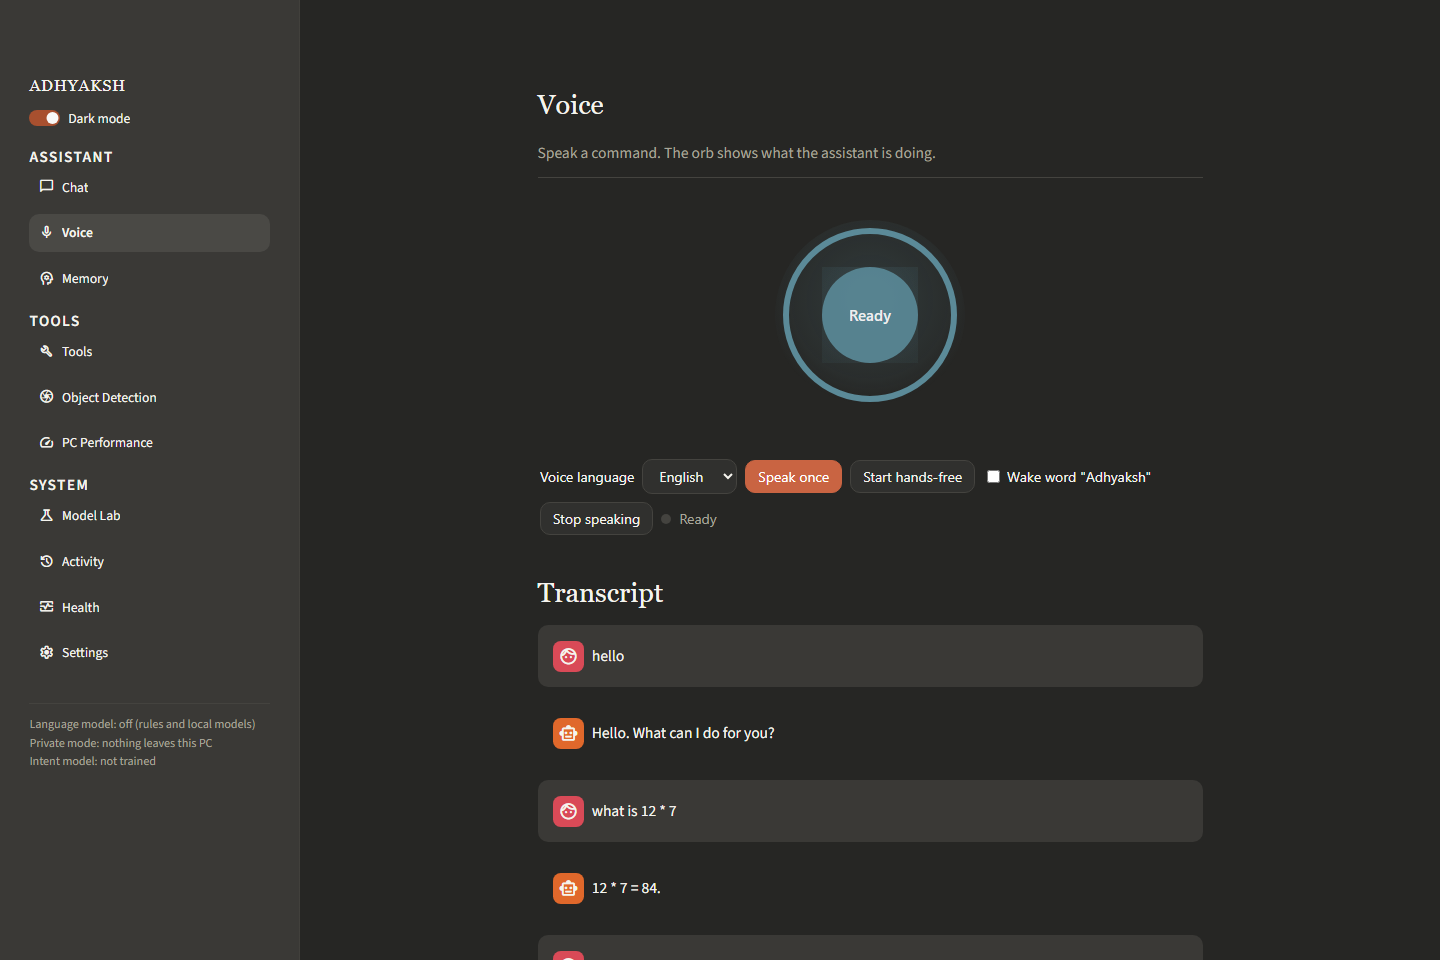 ADHYAKSH
Dark mode
ASSISTANT
Chat
Voice
Memory
TOOLS
Tools
Object Detection
PC Performance
SYSTEM
Model Lab
Activity
Health
Settings
Language model: off (rules and local models)
Private mode: nothing leaves this PC
Intent model: not trained
Voice
Speak a command. The orb shows what the assistant is doing.
Ready
Voice language English Speak once Start hands-free Wake word "Adhyaksh"
Stop speaking Ready
Transcript
hello
Hello. What can I do for you?
what is 12 * 7
12 * 7 = 84.